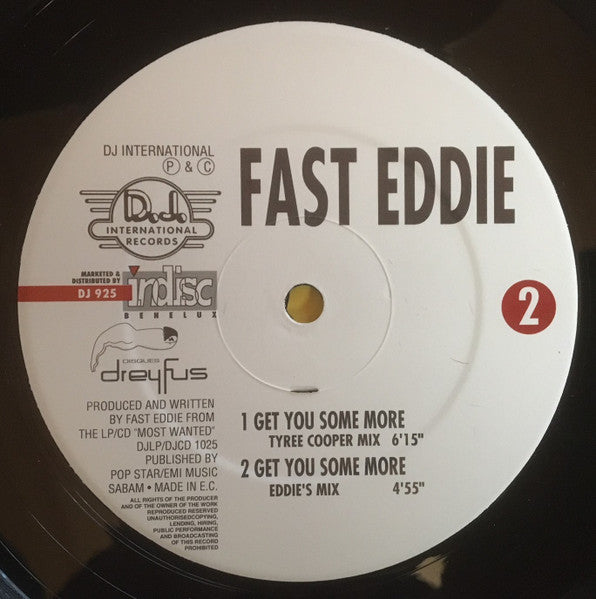 DJ INTERNATIONAL
P & C
D.J.
INTERNATIONAL
RECORDS
MARKETED &
DISTRIBUTED BY
DJ 925
indisc
BENELUX
DISQUES
dreyfus
PRODUCED AND WRITTEN
BY FAST EDDIE FROM
THE LP/CD "MOST WANTED"
DJLP/DJCD 1025
PUBLISHED BY
POP STAR/EMI MUSIC
SABAM • MADE IN E.C.
ALL RIGHTS OF THE PRODUCER
AND OF THE OWNER OF THE WORK
REPRODUCED RESERVED
UNAUTHORISEDCOPYING,
LENDING, HIRING,
PUBLIC PERFORMANCE
AND BROADCASTING
OF THIS RECORD
PROHIBITED
FAST EDDIE
2
1 GET YOU SOME MORE
TYREE COOPER MIX 6'15"
2 GET YOU SOME MORE
EDDIE'S MIX 4'55"